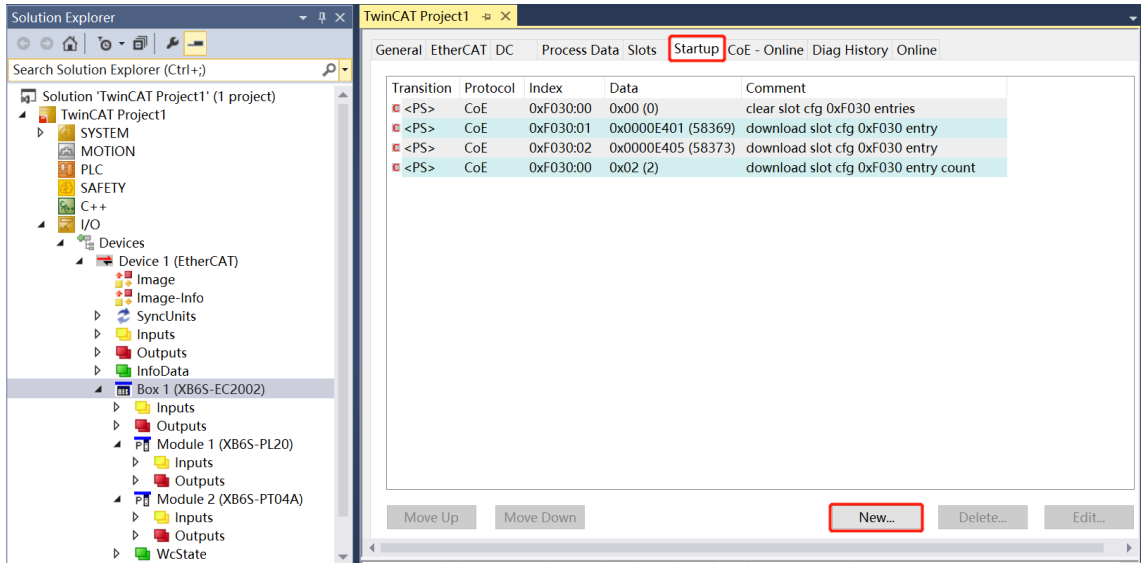 Solution Explorer
Search Solution Explorer (Ctrl+;)
Solution 'TwinCAT Project1' (1 project)
TwinCAT Project1
SYSTEM
MOTION
PLC
SAFETY
C++
I/O
Devices
Device 1 (EtherCAT)
Image
Image-Info
SyncUnits
Inputs
Outputs
InfoData
Box 1 (XB6S-EC2002)
Inputs
Outputs
Module 1 (XB6S-PL20)
Inputs
Outputs
Module 2 (XB6S-PT04A)
Inputs
Outputs
WcState
TwinCAT Project1
General EtherCAT DC Process Data Slots Startup CoE - Online Diag History Online
Transition Protocol Index Data Comment
C <PS> CoE 0xF030:00 0x00 (0) clear slot cfg 0xF030 entries
C <PS> CoE 0xF030:01 0x0000E401 (58369) download slot cfg 0xF030 entry
C <PS> CoE 0xF030:02 0x0000E405 (58373) download slot cfg 0xF030 entry
C <PS> CoE 0xF030:00 0x02 (2) download slot cfg 0xF030 entry count
Move Up Move Down New... Delete... Edit...